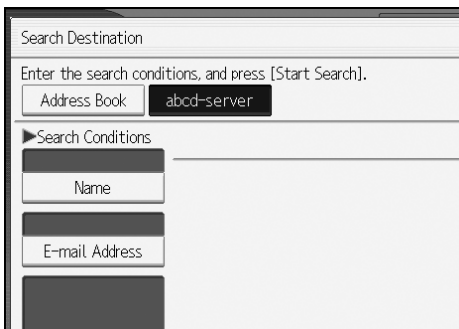 Search Destination
Enter the search conditions, and press [Start Search].
Address Book abcd-server
▶Search Conditions
Name
E-mail Address